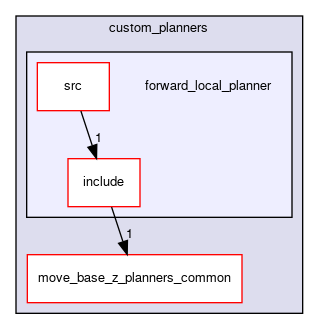 custom_planners
src
forward_local_planner
1
include
1
move_base_z_planners_common